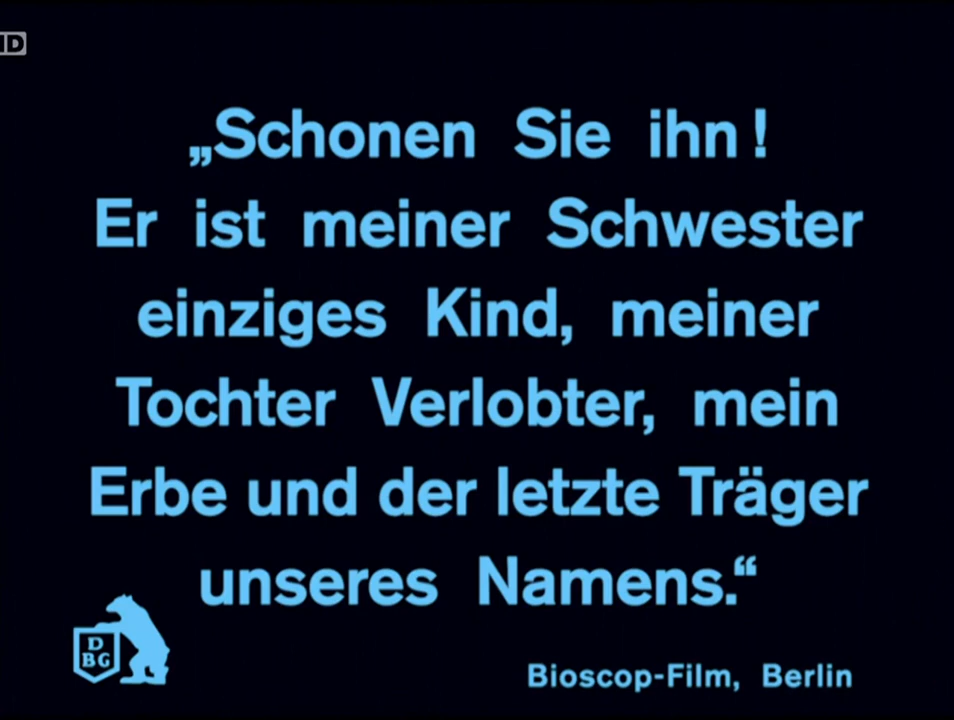 D
„Schonen Sie ihn!
Er ist meiner Schwester
einziges Kind, meiner
Tochter Verlobter, mein
Erbe und der letzte Träger
unseres Namens.“
D
BG
Bioscop-Film, Berlin